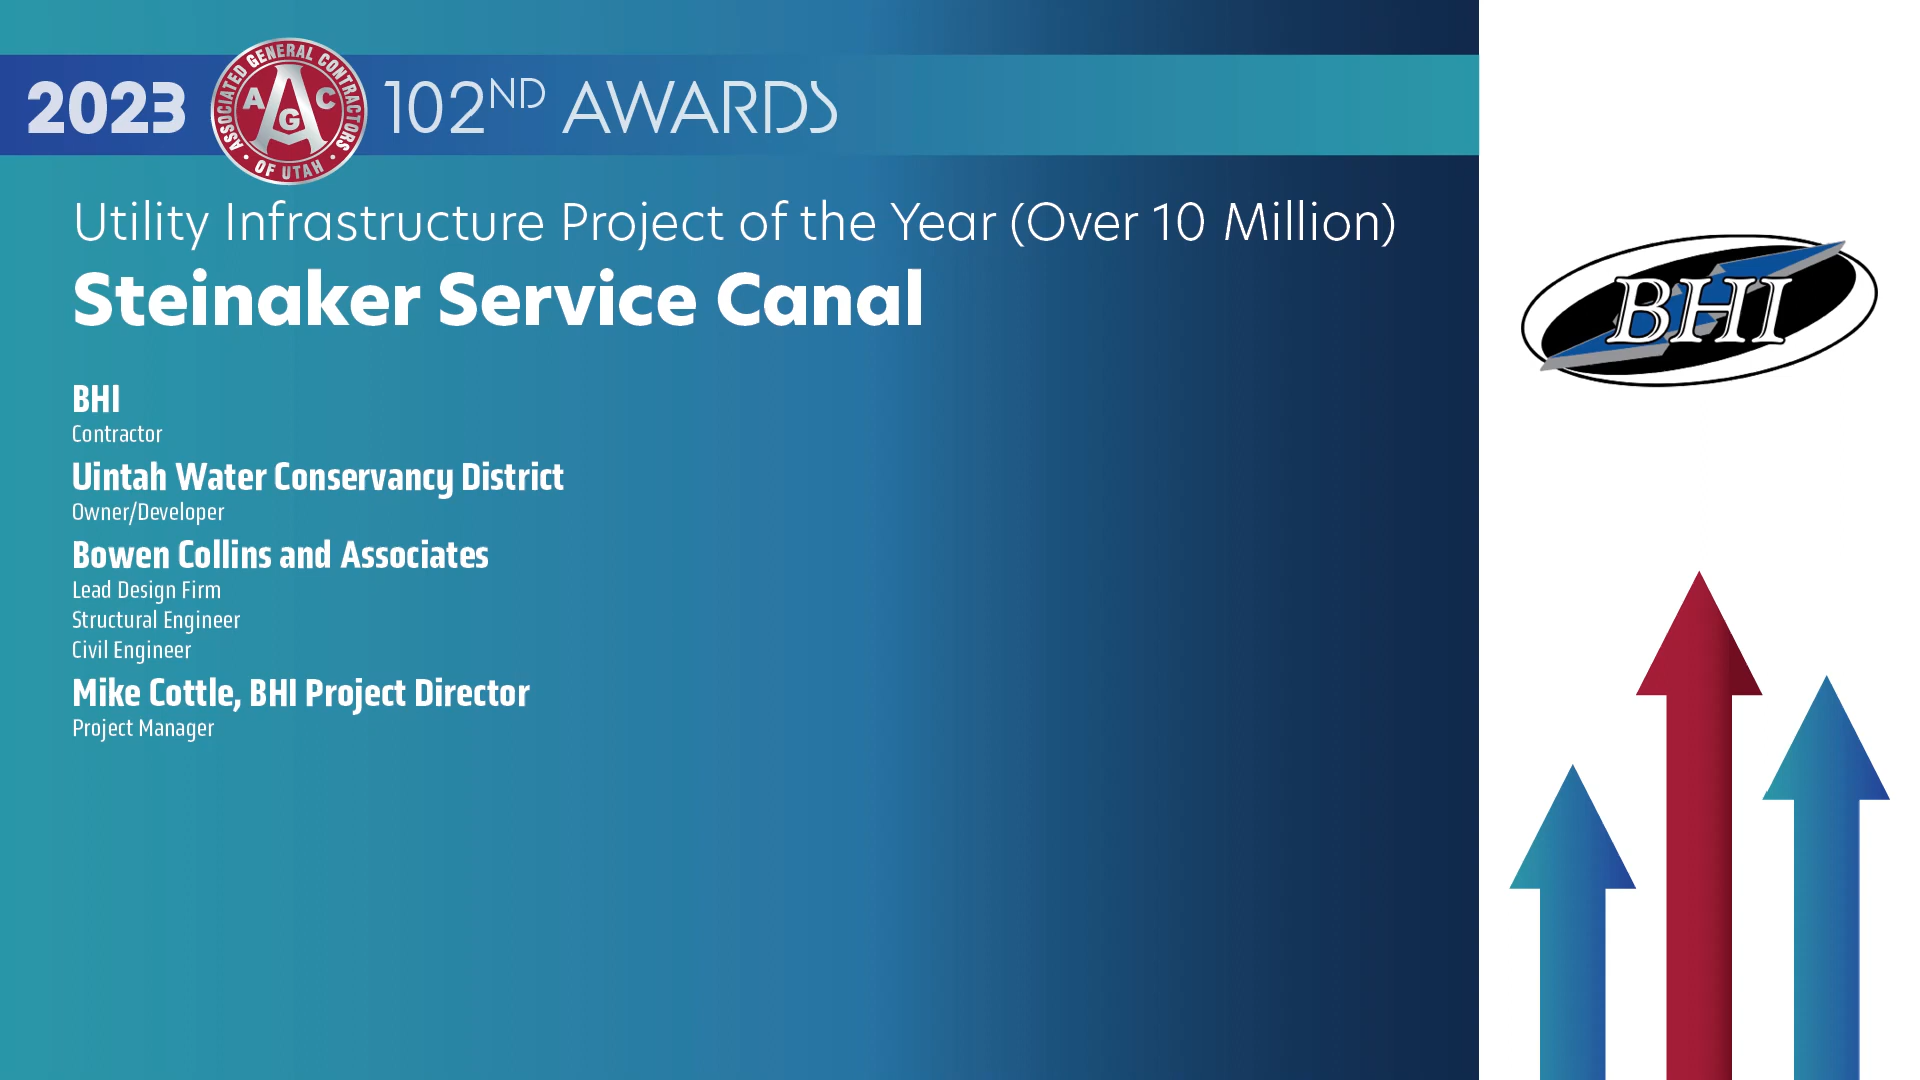 2023
ASSOCIATED GENERAL CONTRACTORS
OF UTAH
A G C
102ND AWARDS
Utility Infrastructure Project of the Year (Over 10 Million)
Steinaker Service Canal
BHI
BHI
Contractor
Uintah Water Conservancy District
Owner/Developer
Bowen Collins and Associates
Lead Design Firm
Structural Engineer
Civil Engineer
Mike Cottle, BHI Project Director
Project Manager